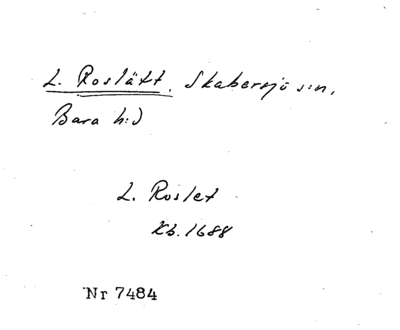 L. Roslätt, Skabersjö s:n,
Bara h:d
L. Roslet
Kb. 1688
Nr 7484